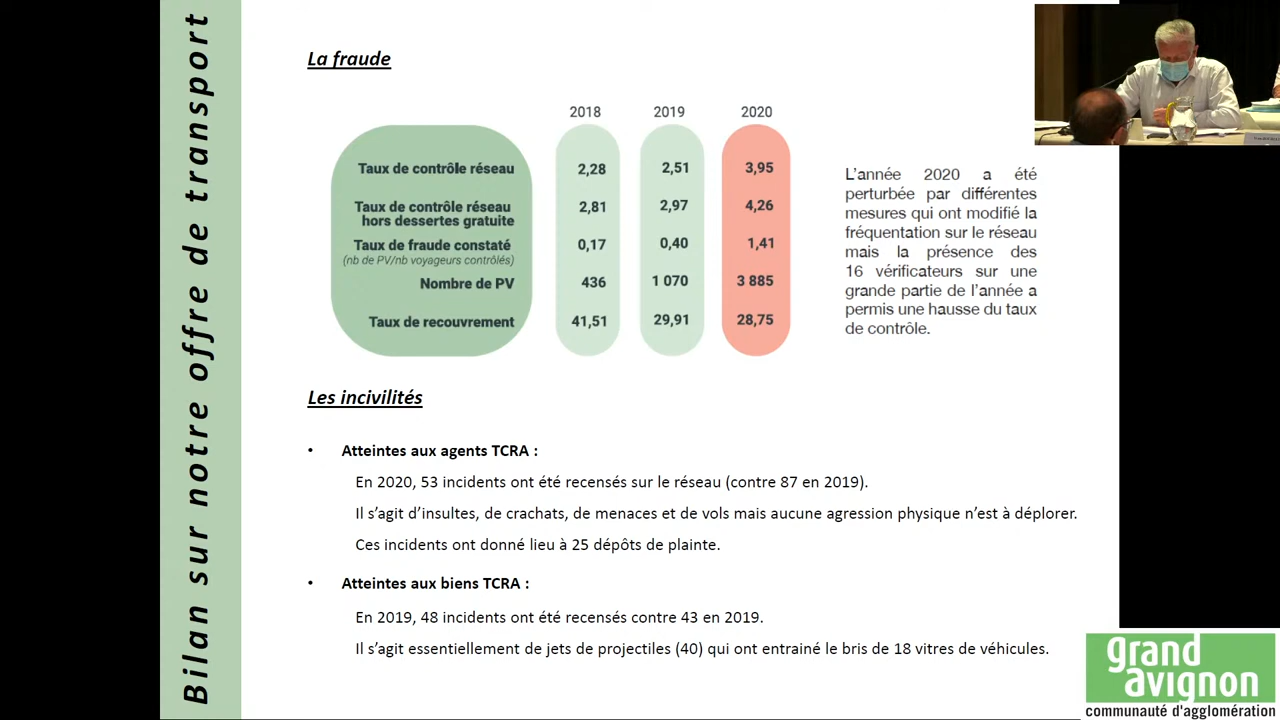 Bilan sur notre offre de transport
La fraude
2018 2019 2020
Taux de contrôle réseau 2,28 2,51 3,95
Taux de contrôle réseau
hors dessertes gratuite 2,81 2,97 4,26
Taux de fraude constaté 0,17 0,40 1,41
(nb de PV/nb voyageurs contrôlés)
Nombre de PV 436 1 070 3 885
Taux de recouvrement 41,51 29,91 28,75
L'année 2020 a été
perturbée par différentes
mesures qui ont modifié la
fréquentation sur le réseau
mais la présence des
16 vérificateurs sur une
grande partie de l'année a
permis une hausse du taux
de contrôle.
Les incivilités
• Atteintes aux agents TCRA :
En 2020, 53 incidents ont été recensés sur le réseau (contre 87 en 2019).
Il s'agit d'insultes, de crachats, de menaces et de vols mais aucune agression physique n'est à déplorer.
Ces incidents ont donné lieu à 25 dépôts de plainte.
• Atteintes aux biens TCRA :
En 2019, 48 incidents ont été recensés contre 43 en 2019.
Il s'agit essentiellement de jets de projectiles (40) qui ont entrainé le bris de 18 vitres de véhicules.
grand
avignon
communauté d'agglomération